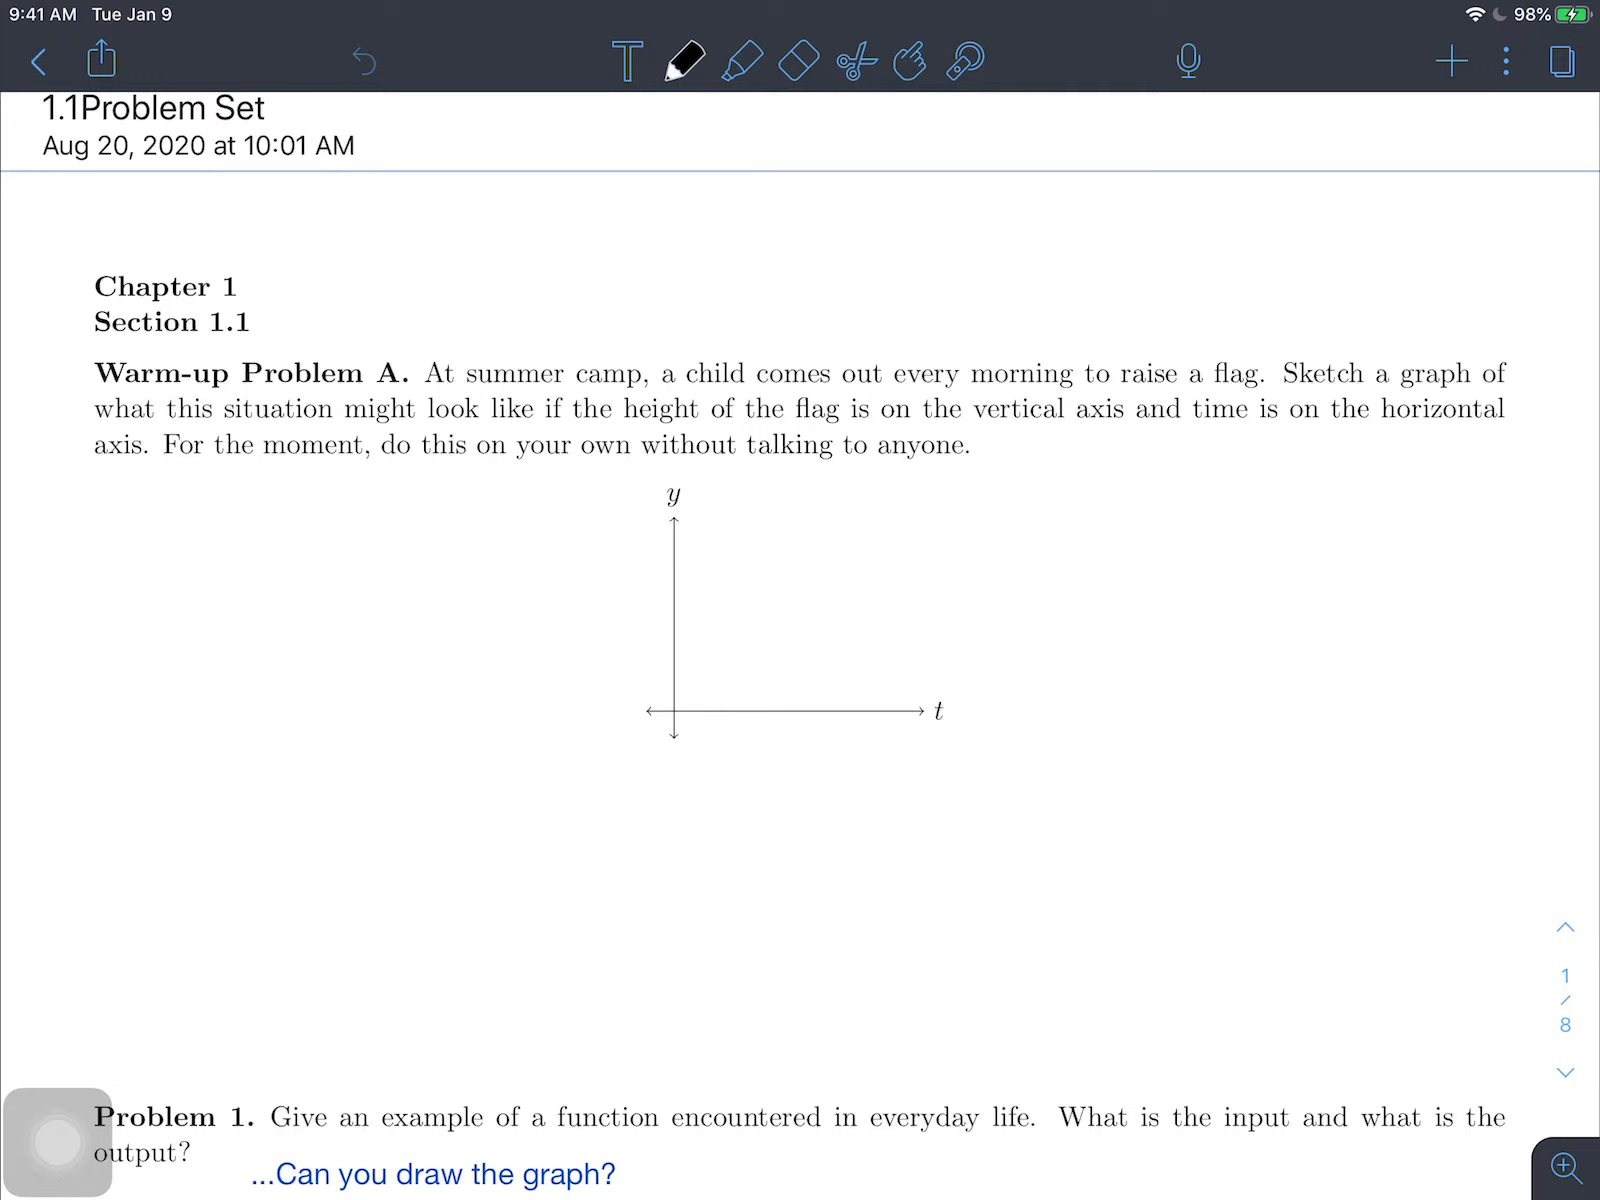 9:41 AM Tue Jan 9 98%
1.1Problem Set
Aug 20, 2020 at 10:01 AM
Chapter 1
Section 1.1
Warm-up Problem A. At summer camp, a child comes out every morning to raise a flag. Sketch a graph of
what this situation might look like if the height of the flag is on the vertical axis and time is on the horizontal
axis. For the moment, do this on your own without talking to anyone.
y
t
1
/
8
Problem 1. Give an example of a function encountered in everyday life. What is the input and what is the
output?
...Can you draw the graph?